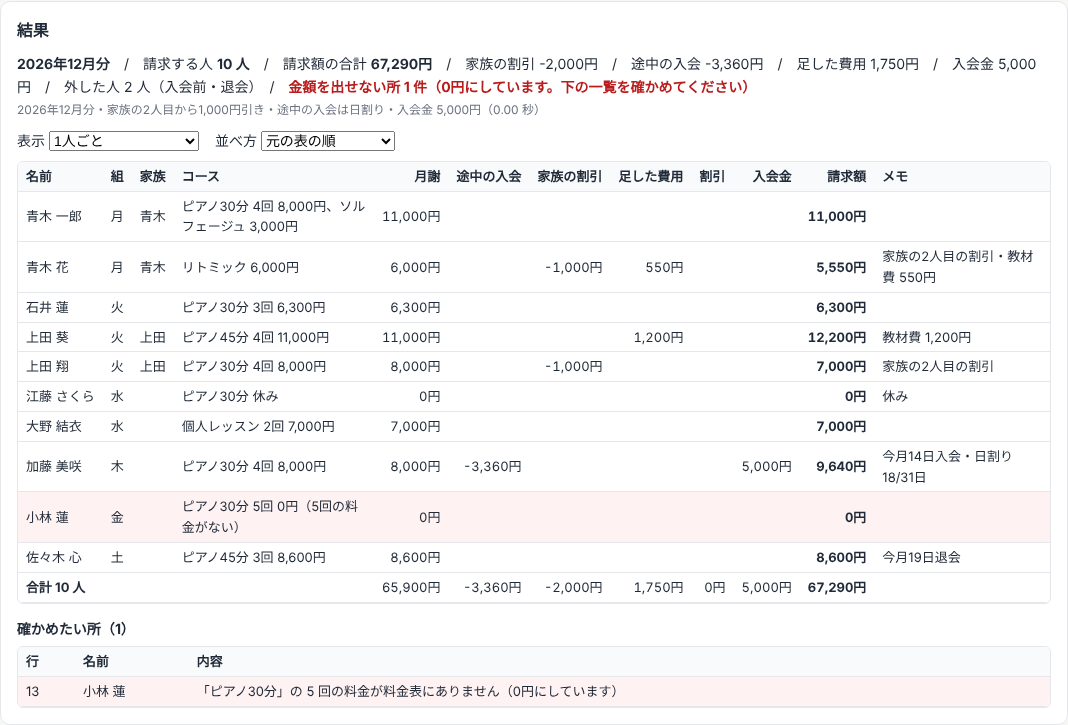 結果
2026年12月分 / 請求する人 10 人 / 請求額の合計 67,290円 / 家族の割引 -2,000円 / 途中の入会 -3,360円 / 足した費用 1,750円 / 入会金 5,000
円 / 外した人 2 人（入会前・退会） / 金額を出せない所 1 件（0円にしています。下の一覧を確かめてください）
2026年12月分・家族の2人目から1,000円引き・途中の入会は日割り・入会金 5,000円（0.00 秒）
表示 1人ごと 並べ方 元の表の順
名前 組 家族 コース 月謝 途中の入会 家族の割引 足した費用 割引 入会金 請求額 メモ
青木 一郎 月 青木 ピアノ30分 4回 8,000円、ソル
フェージュ 3,000円 11,000円 11,000円
青木 花 月 青木 リトミック 6,000円 6,000円 -1,000円 550円 5,550円 家族の2人目の割引・教材
費 550円
石井 蓮 火 ピアノ30分 3回 6,300円 6,300円 6,300円
上田 葵 火 上田 ピアノ45分 4回 11,000円 11,000円 1,200円 12,200円 教材費 1,200円
上田 翔 火 上田 ピアノ30分 4回 8,000円 8,000円 -1,000円 7,000円 家族の2人目の割引
江藤 さくら 水 ピアノ30分 休み 0円 0円 休み
大野 結衣 水 個人レッスン 2回 7,000円 7,000円 7,000円
加藤 美咲 木 ピアノ30分 4回 8,000円 8,000円 -3,360円 5,000円 9,640円 今月14日入会・日割り
18/31日
小林 蓮 金 ピアノ30分 5回 0円（5回の料
金がない） 0円 0円
佐々木 心 土 ピアノ45分 3回 8,600円 8,600円 8,600円 今月19日退会
合計 10 人 65,900円 -3,360円 -2,000円 1,750円 0円 5,000円 67,290円
確かめたい所（1）
行 名前 内容
13 小林 蓮 「ピアノ30分」の 5 回の料金が料金表にありません（0円にしています）